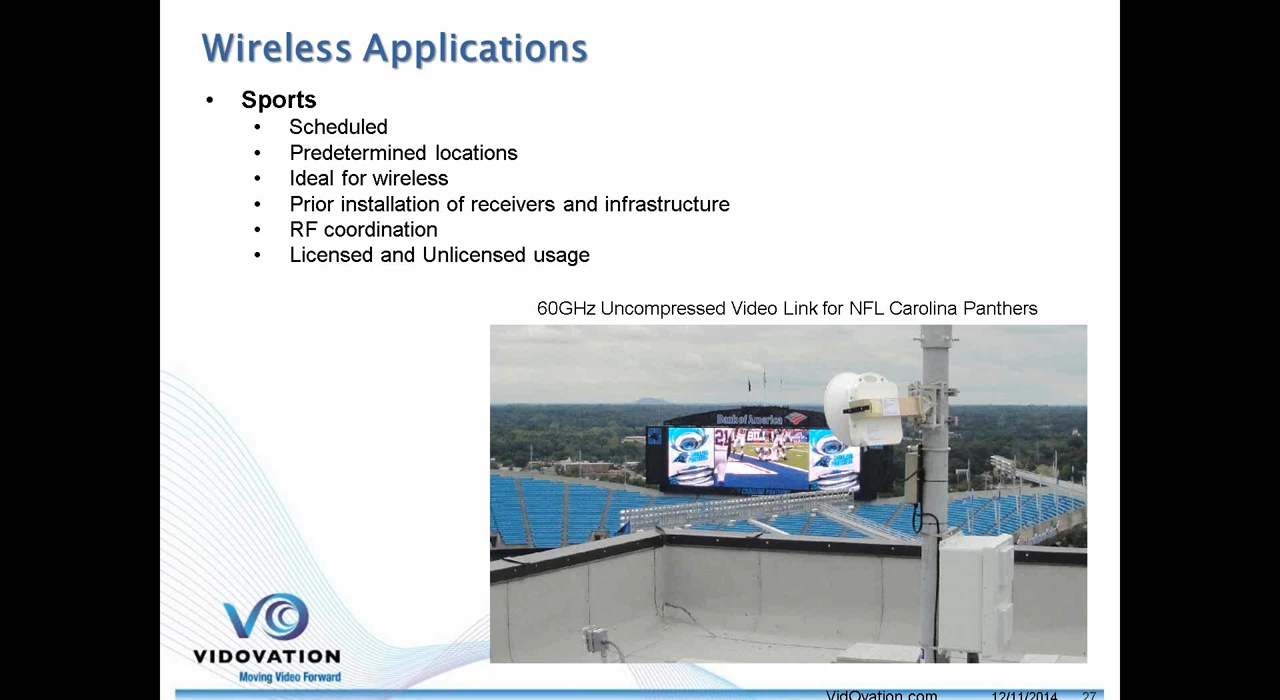 Wireless Applications
• Sports
• Scheduled
• Predetermined locations
• Ideal for wireless
• Prior installation of receivers and infrastructure
• RF coordination
• Licensed and Unlicensed usage
60GHz Uncompressed Video Link for NFL Carolina Panthers
Bank of America
21
VO
VIDOVATION
Moving Video Forward
VidOvation.com 12/11/2014 27